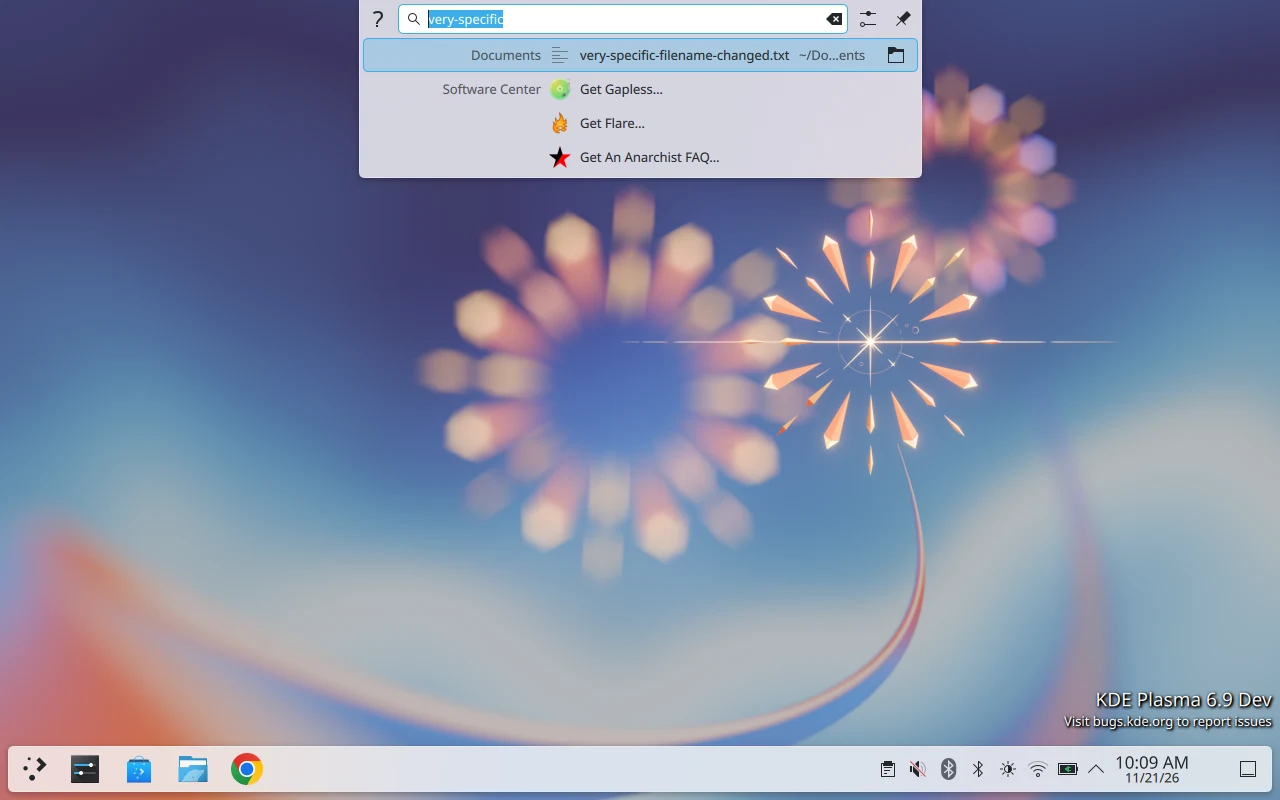 ?
very-specific
Documents very-specific-filename-changed.txt ~/Do...ents
Software Center Get Gapless...
Get Flare...
Get An Anarchist FAQ...
KDE Plasma 6.9 Dev
Visit bugs.kde.org to report issues
10:09 AM
11/21/26